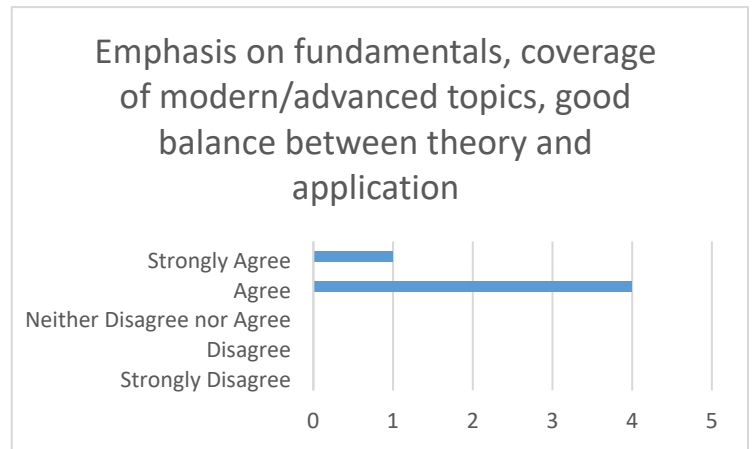 Emphasis on fundamentals, coverage
of modern/advanced topics, good
balance between theory and
application
Strongly Agree
Agree
Neither Disagree nor Agree
Disagree
Strongly Disagree
0 1 2 3 4 5